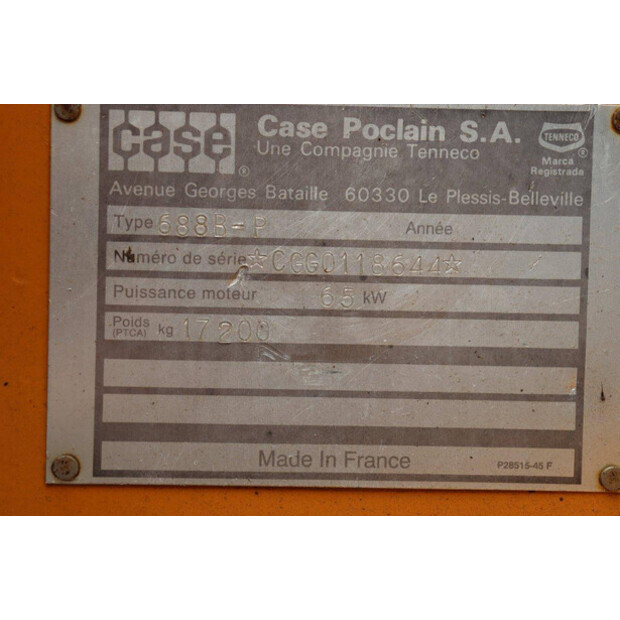 case®
Case Poclain S.A.
Une Compagnie Tenneco
TENNECO
Marca
Registrada
Avenue Georges Bataille 60330 Le Plessis-Belleville
Type 688B-P Année
Numéro de série ☆CGG0118644☆
Puissance moteur 65 kW
Poids (PTCA) kg 17200
Made In France
P28515-45 F